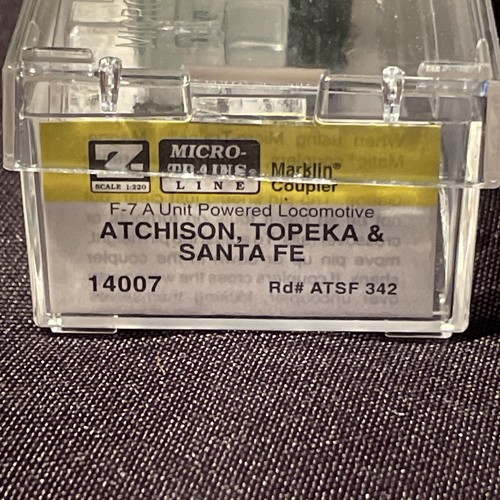 Z
SCALE 1:220
MICRO-
TRAINS
LINE
Marklin®
Coupler
F-7 A Unit Powered Locomotive
ATCHISON, TOPEKA &
SANTA FE
14007
Rd# ATSF 342